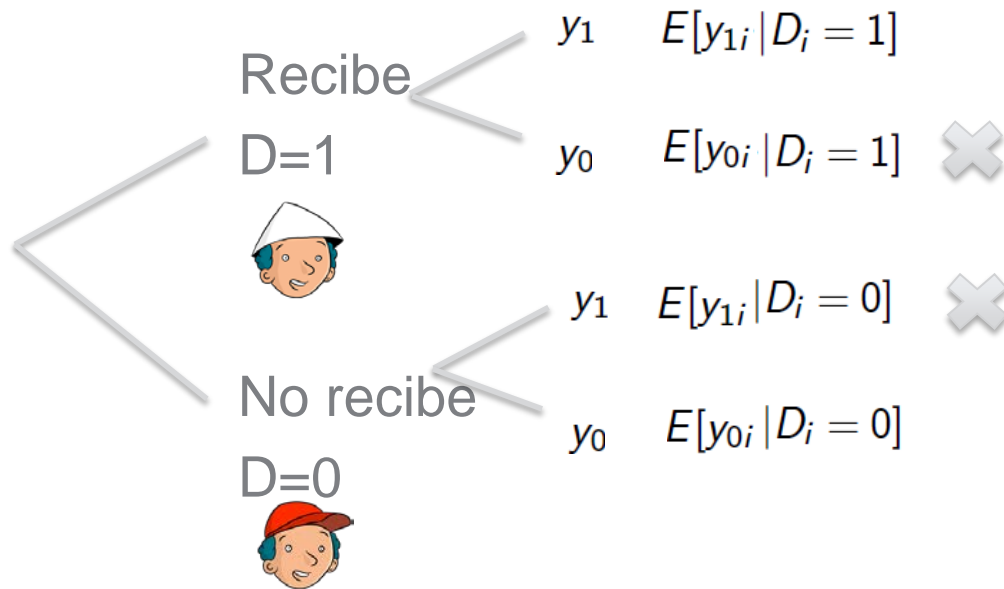 y₁ E[y₁ᵢ|Dᵢ = 1]
Recibe
D=1
y₀ E[y₀ᵢ|Dᵢ = 1]
y₁ E[y₁ᵢ|Dᵢ = 0]
No recibe
y₀ E[y₀ᵢ|Dᵢ = 0]
D=0